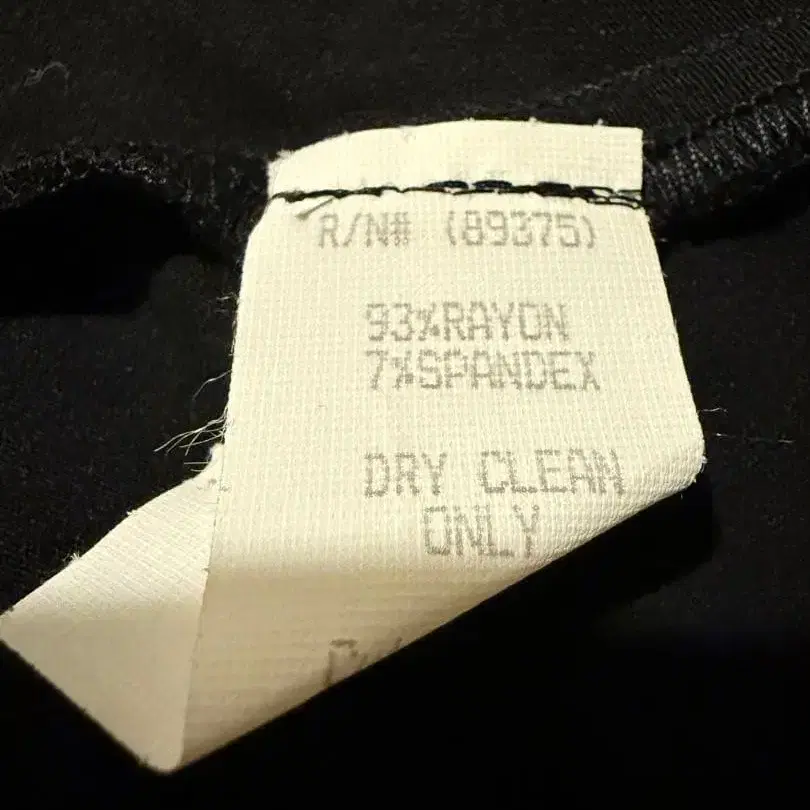 R/N# (89375)
93%RAYON
7%SPANDEX
DRY CLEAN
ONLY